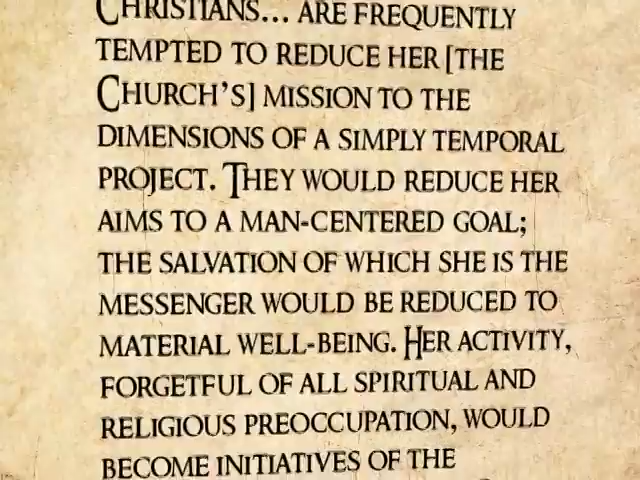 CHRISTIANS... ARE FREQUENTLY
TEMPTED TO REDUCE HER [THE
CHURCH'S] MISSION TO THE
DIMENSIONS OF A SIMPLY TEMPORAL
PROJECT. THEY WOULD REDUCE HER
AIMS TO A MAN-CENTERED GOAL;
THE SALVATION OF WHICH SHE IS THE
MESSENGER WOULD BE REDUCED TO
MATERIAL WELL-BEING. HER ACTIVITY,
FORGETFUL OF ALL SPIRITUAL AND
RELIGIOUS PREOCCUPATION, WOULD
BECOME INITIATIVES OF THE